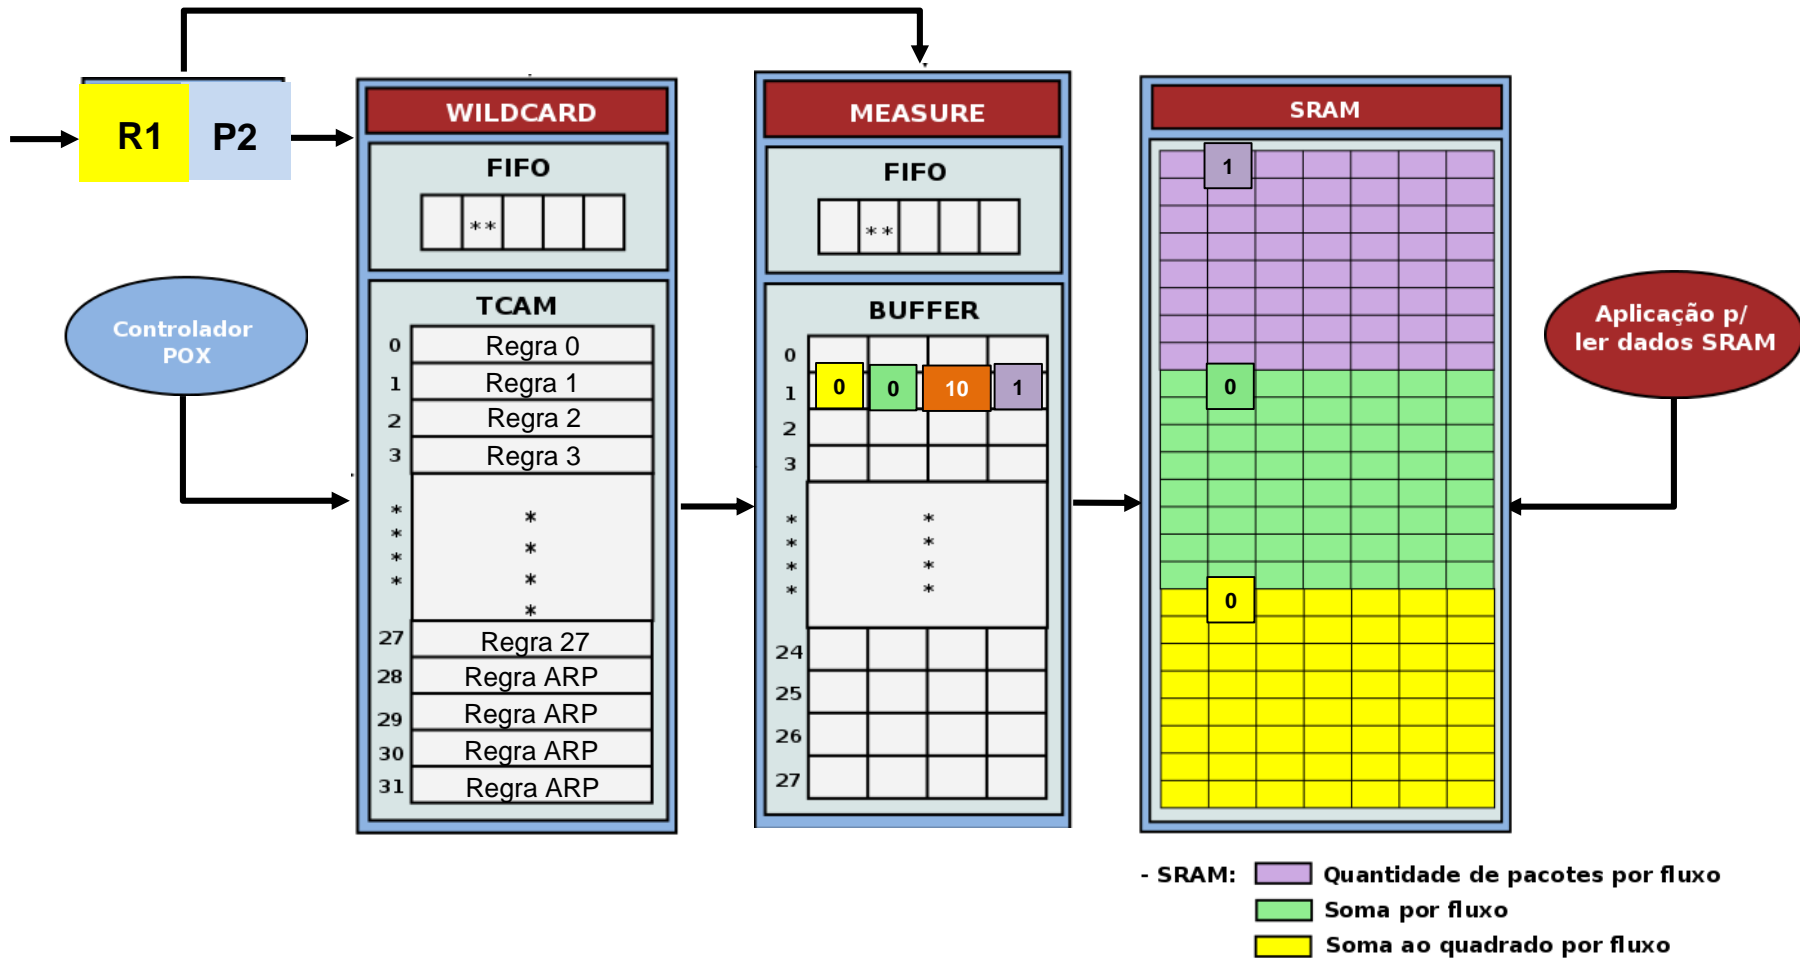 R1 P2
WILDCARD
FIFO
**
TCAM
0 Regra 0
1 Regra 1
2 Regra 2
3 Regra 3
* *
* *
* *
* *
27 Regra 27
28 Regra ARP
29 Regra ARP
30 Regra ARP
31 Regra ARP
Controlador
POX
MEASURE
FIFO
**
BUFFER
0
1 0 0 10 1
2
3
* *
* *
* *
* *
24
25
26
27
SRAM
1
0
0
Aplicação p/
ler dados SRAM
- SRAM: Quantidade de pacotes por fluxo
Soma por fluxo
Soma ao quadrado por fluxo